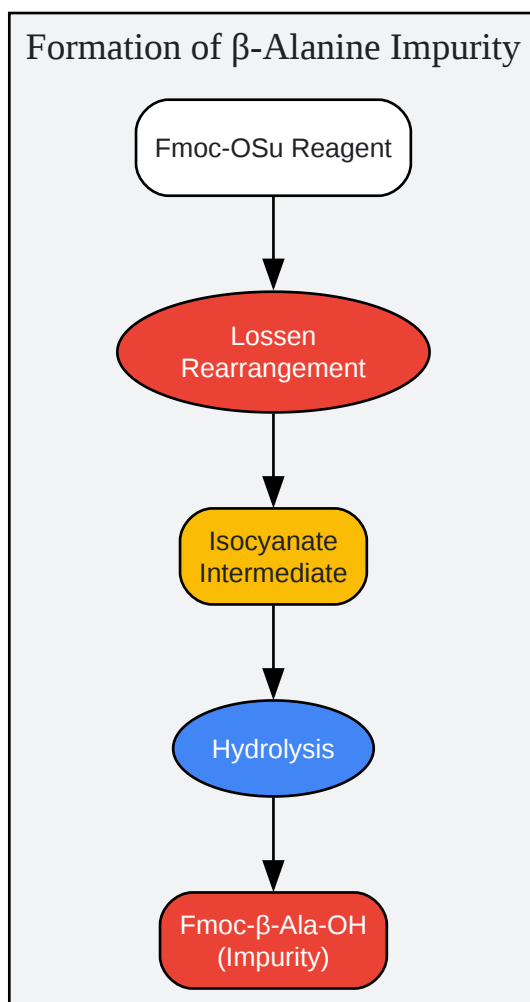 Formation of β-Alanine Impurity
Fmoc-OSu Reagent
Lossen
Rearrangement
Isocyanate
Intermediate
Hydrolysis
Fmoc-β-Ala-OH
(Impurity)